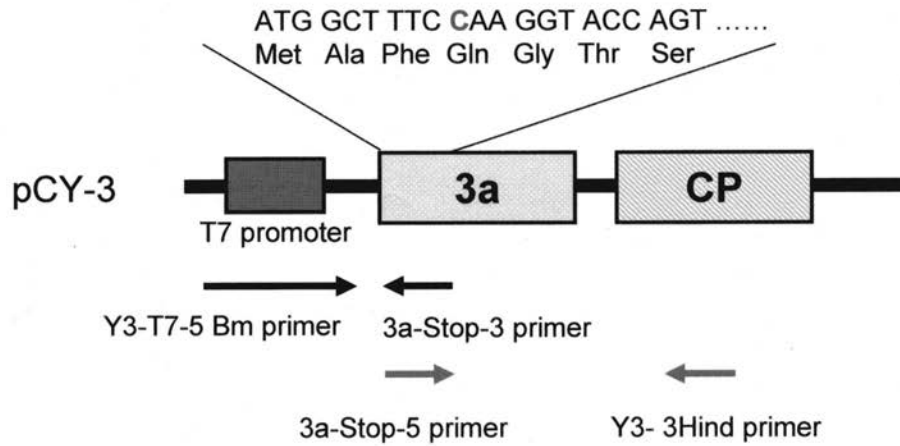 ATG GCT TTC CAA GGT ACC AGT ......
Met Ala Phe Gln Gly Thr Ser
pCY-3
3a
CP
T7 promoter
Y3-T7-5 Bm primer
3a-Stop-3 primer
3a-Stop-5 primer
Y3- 3Hind primer